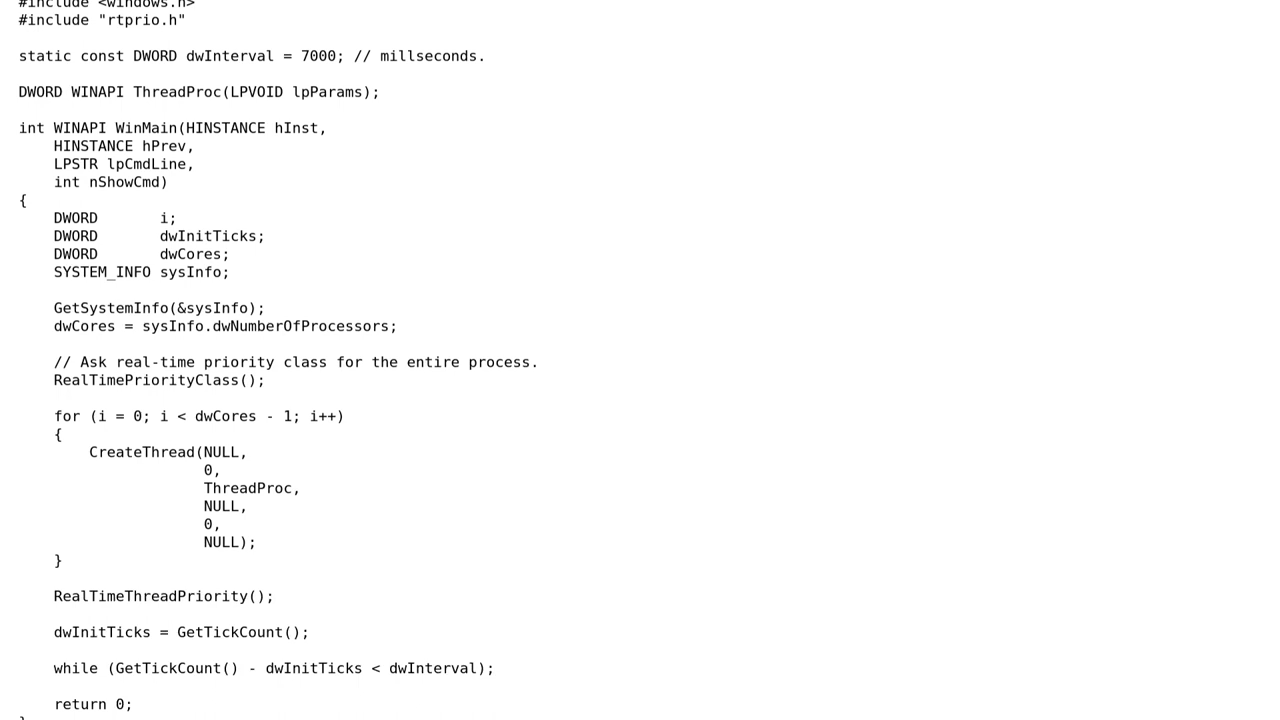 #include <windows.h>
#include "rtprio.h"

static const DWORD dwInterval = 7000; // millseconds.

DWORD WINAPI ThreadProc(LPVOID lpParams);

int WINAPI WinMain(HINSTANCE hInst,
    HINSTANCE hPrev,
    LPSTR lpCmdLine,
    int nShowCmd)
{
    DWORD       i;
    DWORD       dwInitTicks;
    DWORD       dwCores;
    SYSTEM_INFO sysInfo;

    GetSystemInfo(&sysInfo);
    dwCores = sysInfo.dwNumberOfProcessors;

    // Ask real-time priority class for the entire process.
    RealTimePriorityClass();

    for (i = 0; i < dwCores - 1; i++)
    {
        CreateThread(NULL,
                     0,
                     ThreadProc,
                     NULL,
                     0,
                     NULL);
    }

    RealTimeThreadPriority();

    dwInitTicks = GetTickCount();

    while (GetTickCount() - dwInitTicks < dwInterval);

    return 0;
}